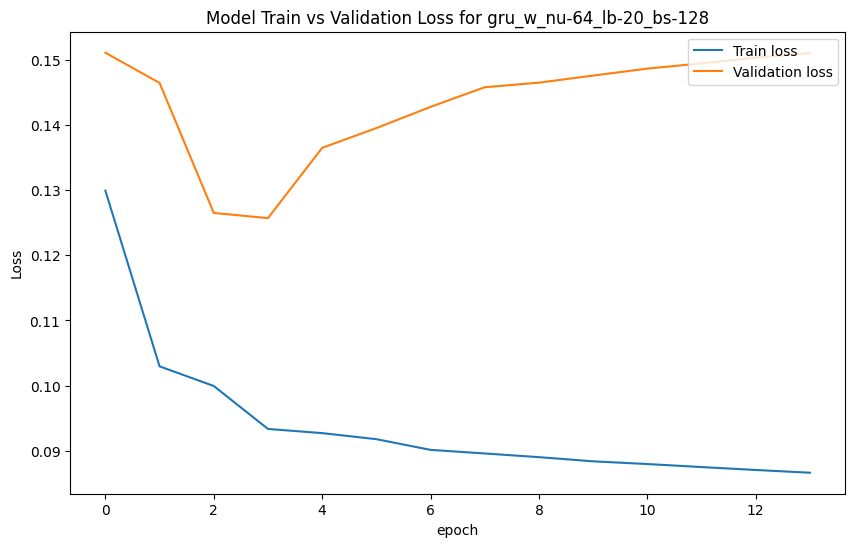 Model Train vs Validation Loss for gru_w_nu-64_lb-20_bs-128
Train loss
Validation loss
0.15
0.14
0.13
0.12
0.11
0.10
0.09
Loss
0 2 4 6 8 10 12
epoch